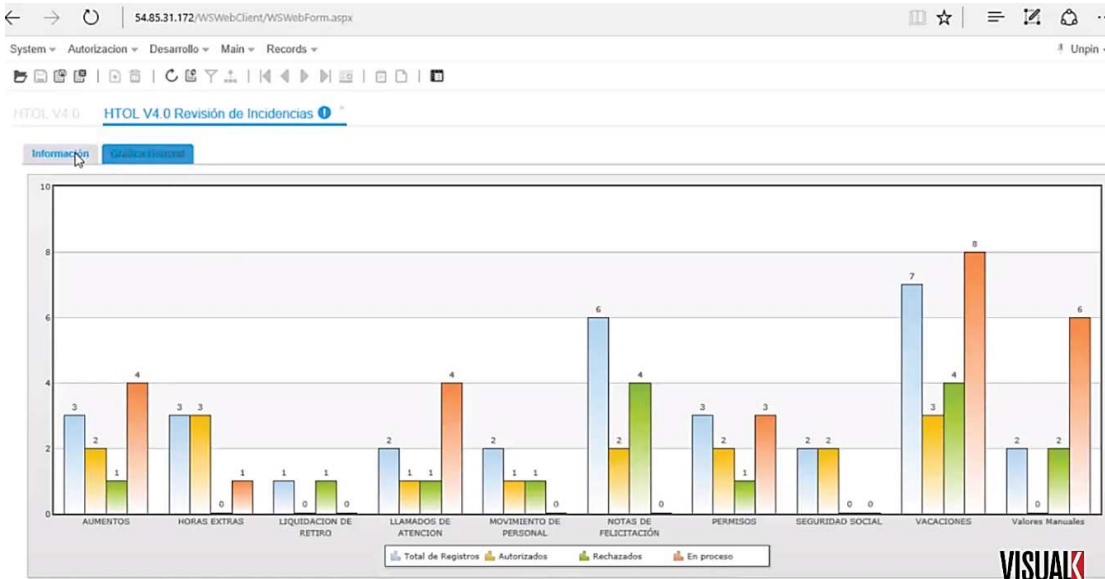 54.85.31.172/WSWebClient/WSWebForm.aspx
System Autorizacion Desarrollo Main Records Unpin
HTOL V4.0 HTOL V4.0 Revisión de Incidencias
Información Gráfica General
10
8
6
4
2
0
3 2 1 4
3 3 0 1
1 0 1 0
2 1 1 4
2 1 1 0
6 2 4 0
3 2 1 3
2 2 0 0
7 3 4 8
2 0 2 6
AUMENTOS
HORAS EXTRAS
LIQUIDACION DE
RETIRO
LLAMADOS DE
ATENCION
MOVIMIENTO DE
PERSONAL
NOTAS DE
FELICITACIÓN
PERMISOS
SEGURIDAD SOCIAL
VACACIONES
Valores Manuales
Total de Registros Autorizados Rechazados En proceso
VISUALK